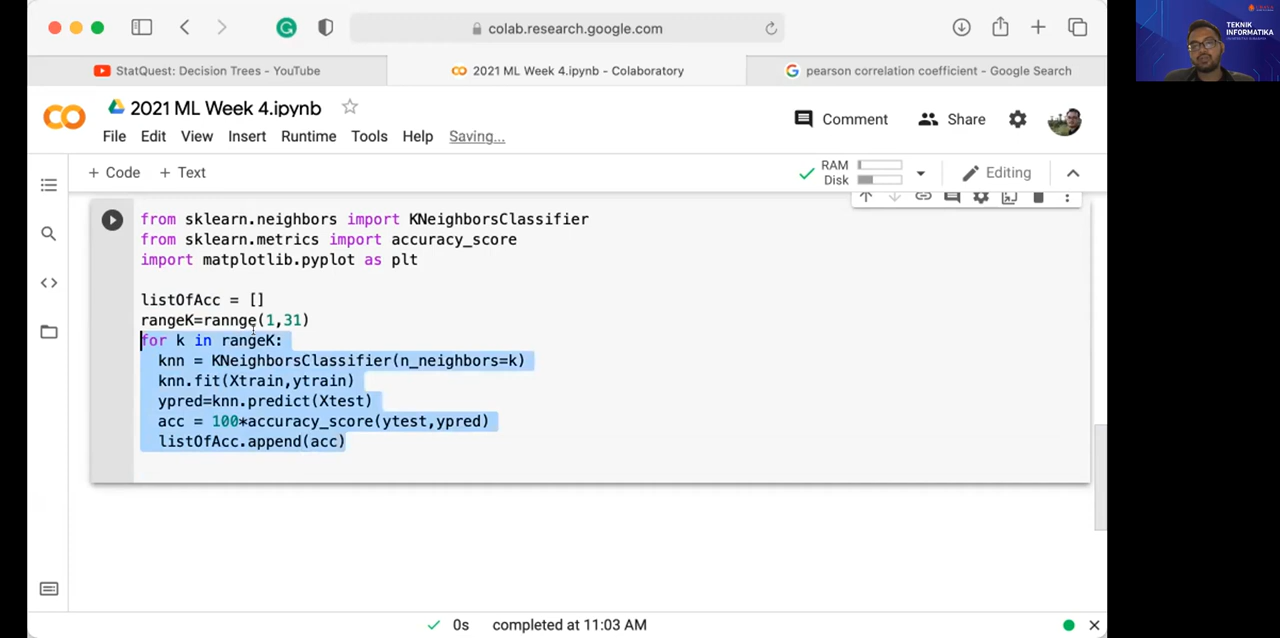 colab.research.google.com
StatQuest: Decision Trees - YouTube
2021 ML Week 4.ipynb - Colaboratory
pearson correlation coefficient - Google Search
2021 ML Week 4.ipynb
Comment
Share
File Edit View Insert Runtime Tools Help Saving...
+ Code + Text
RAM
Disk
Editing
from sklearn.neighbors import KNeighborsClassifier
from sklearn.metrics import accuracy_score
import matplotlib.pyplot as plt
listOfAcc = []
rangeK=rannge(1,31)
for k in rangeK:
knn = KNeighborsClassifier(n_neighbors=k)
knn.fit(Xtrain,ytrain)
ypred=knn.predict(Xtest)
acc = 100*accuracy_score(ytest,ypred)
listOfAcc.append(acc)
0s completed at 11:03 AM
TEKNIK
INFORMATIKA